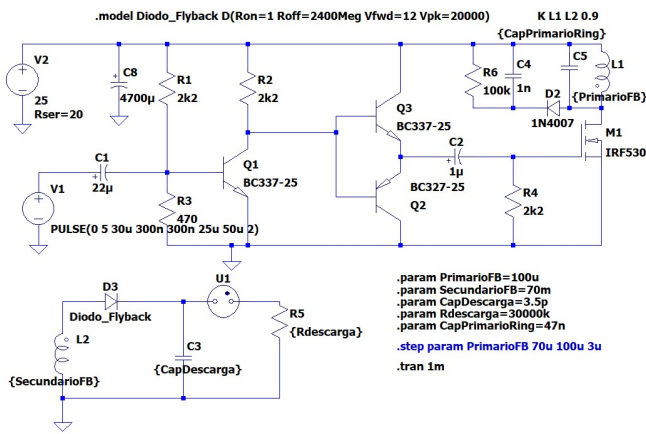 .model Diodo_Flyback D(Ron=1 Roff=2400Meg Vfwd=12 Vpk=20000)
K L1 L2 0.9
{CapPrimarioRing}
V2
25
Rser=20
C8
4700µ
R1
2k2
R2
2k2
R6
100k
C4
1n
C5
L1
{PrimarioFB}
D2
1N4007
M1
IRF530
Q3
BC337-25
C1
22µ
V1
PULSE(0 5 30u 300n 300n 25u 50u 2)
R3
470
Q1
BC337-25
BC327-25
Q2
C2
1µ
R4
2k2
D3
Diodo_Flyback
U1
L2
{SecundarioFB}
C3
{CapDescarga}
R5
{Rdescarga}
.param PrimarioFB=100u
.param SecundarioFB=70m
.param CapDescarga=3.5p
.param Rdescarga=30000k
.param CapPrimarioRing=47n
.step param PrimarioFB 70u 100u 3u
.tran 1m